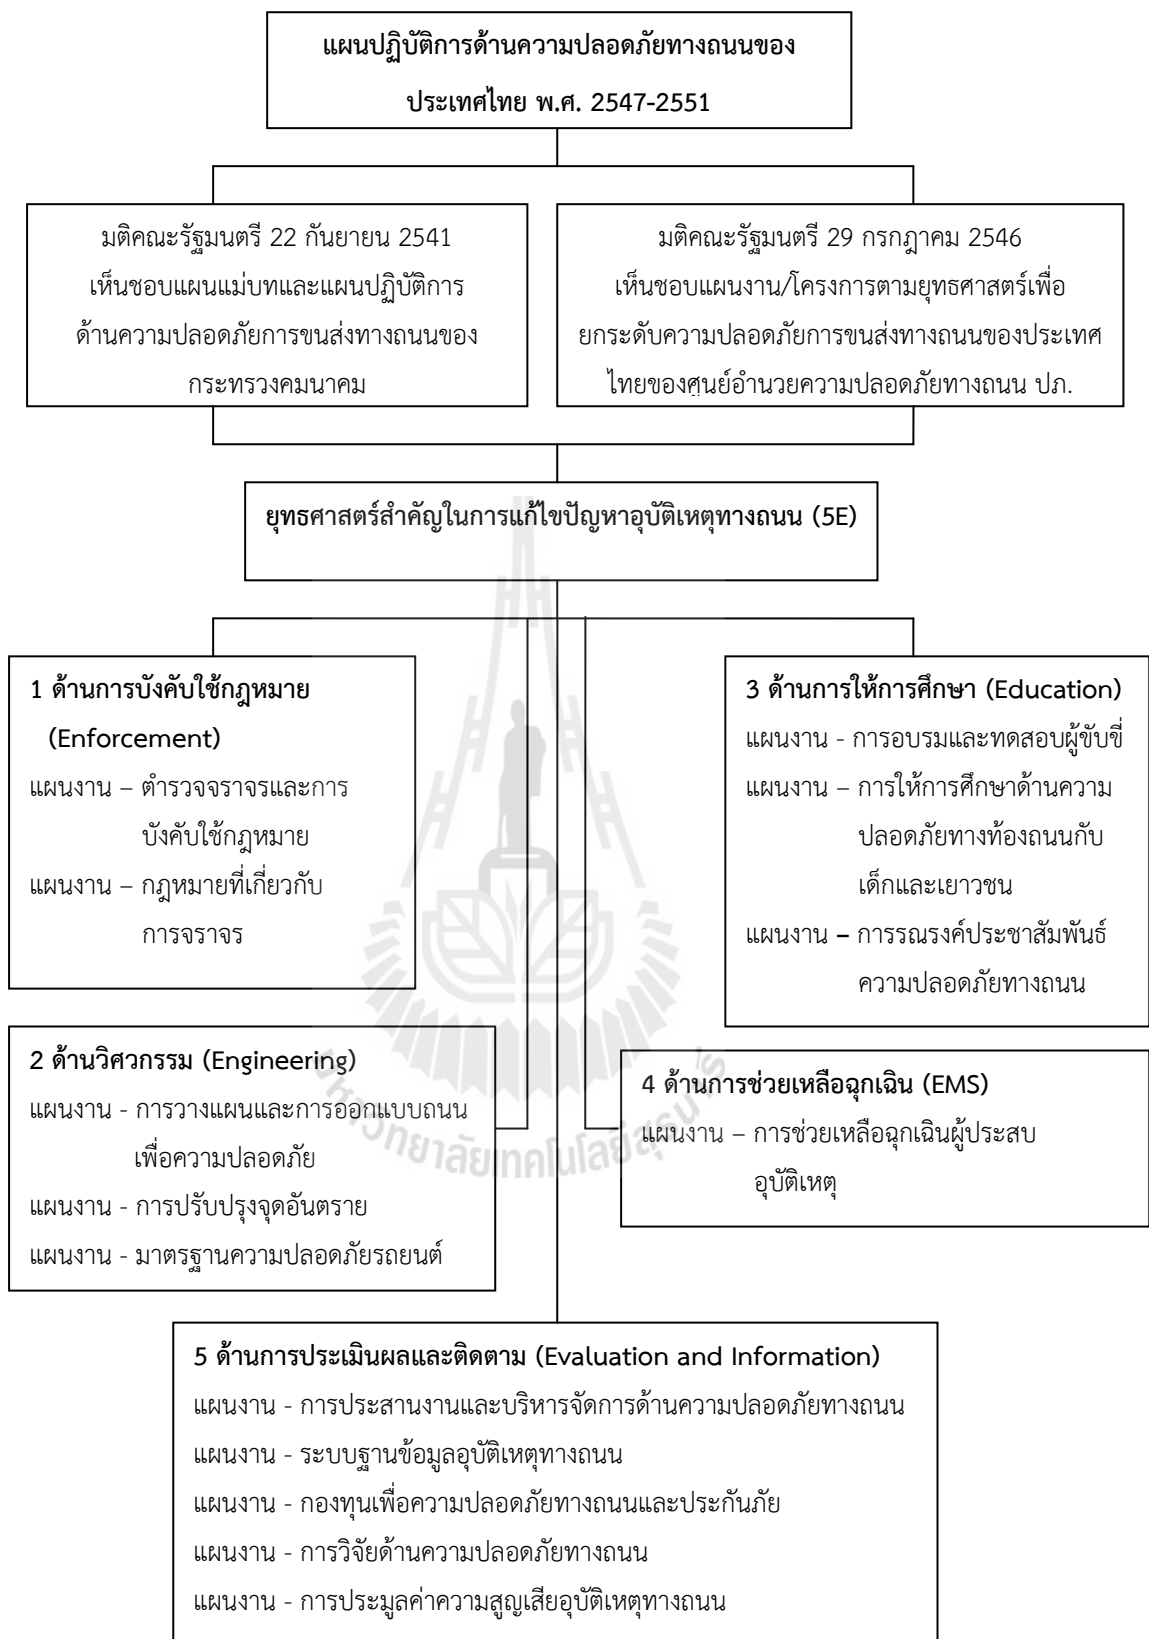 แผนปฏิบัติการด้านความปลอดภัยทางถนนของ
ประเทศไทย พ.ศ. 2547-2551
มติคณะรัฐมนตรี 22 กันยายน 2541
เห็นชอบแผนแม่บทและแผนปฏิบัติการ
ด้านความปลอดภัยการขนส่งทางถนนของ
กระทรวงคมนาคม
มติคณะรัฐมนตรี 29 กรกฎาคม 2546
เห็นชอบแผนงาน/โครงการตามยุทธศาสตร์เพื่อ
ยกระดับความปลอดภัยการขนส่งทางถนนของประเทศ
ไทยของศูนย์อำนวยความปลอดภัยทางถนน ปภ.
ยุทธศาสตร์สำคัญในการแก้ไขปัญหาอุบัติเหตุทางถนน (5E)
1 ด้านการบังคับใช้กฎหมาย
(Enforcement)
แผนงาน – ตำรวจจราจรและการ
บังคับใช้กฎหมาย
แผนงาน – กฎหมายที่เกี่ยวกับ
การจราจร
3 ด้านการให้การศึกษา (Education)
แผนงาน - การอบรมและทดสอบผู้ขับขี่
แผนงาน – การให้การศึกษาด้านความ
ปลอดภัยทางท้องถนนกับ
เด็กและเยาวชน
แผนงาน – การรณรงค์ประชาสัมพันธ์
ความปลอดภัยทางถนน
2 ด้านวิศวกรรม (Engineering)
แผนงาน - การวางแผนและการออกแบบถนน
เพื่อความปลอดภัย
แผนงาน - การปรับปรุงจุดอันตราย
แผนงาน - มาตรฐานความปลอดภัยรถยนต์
4 ด้านการช่วยเหลือฉุกเฉิน (EMS)
แผนงาน – การช่วยเหลือฉุกเฉินผู้ประสบ
อุบัติเหตุ
มหาวิทยาลัยเทคโนโลยีสุรนารี
5 ด้านการประเมินผลและติดตาม (Evaluation and Information)
แผนงาน - การประสานงานและบริหารจัดการด้านความปลอดภัยทางถนน
แผนงาน - ระบบฐานข้อมูลอุบัติเหตุทางถนน
แผนงาน - กองทุนเพื่อความปลอดภัยทางถนนและประกันภัย
แผนงาน - การวิจัยด้านความปลอดภัยทางถนน
แผนงาน - การประมูลค่าความสูญเสียอุบัติเหตุทางถนน